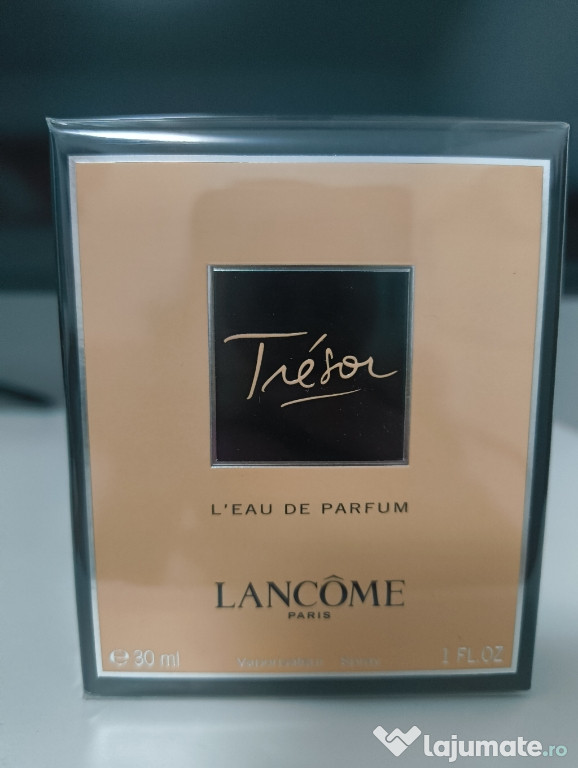 Trésor
L'EAU DE PARFUM
LANCÔME
PARIS
e 30 ml
1 FL.OZ
lajumate.ro